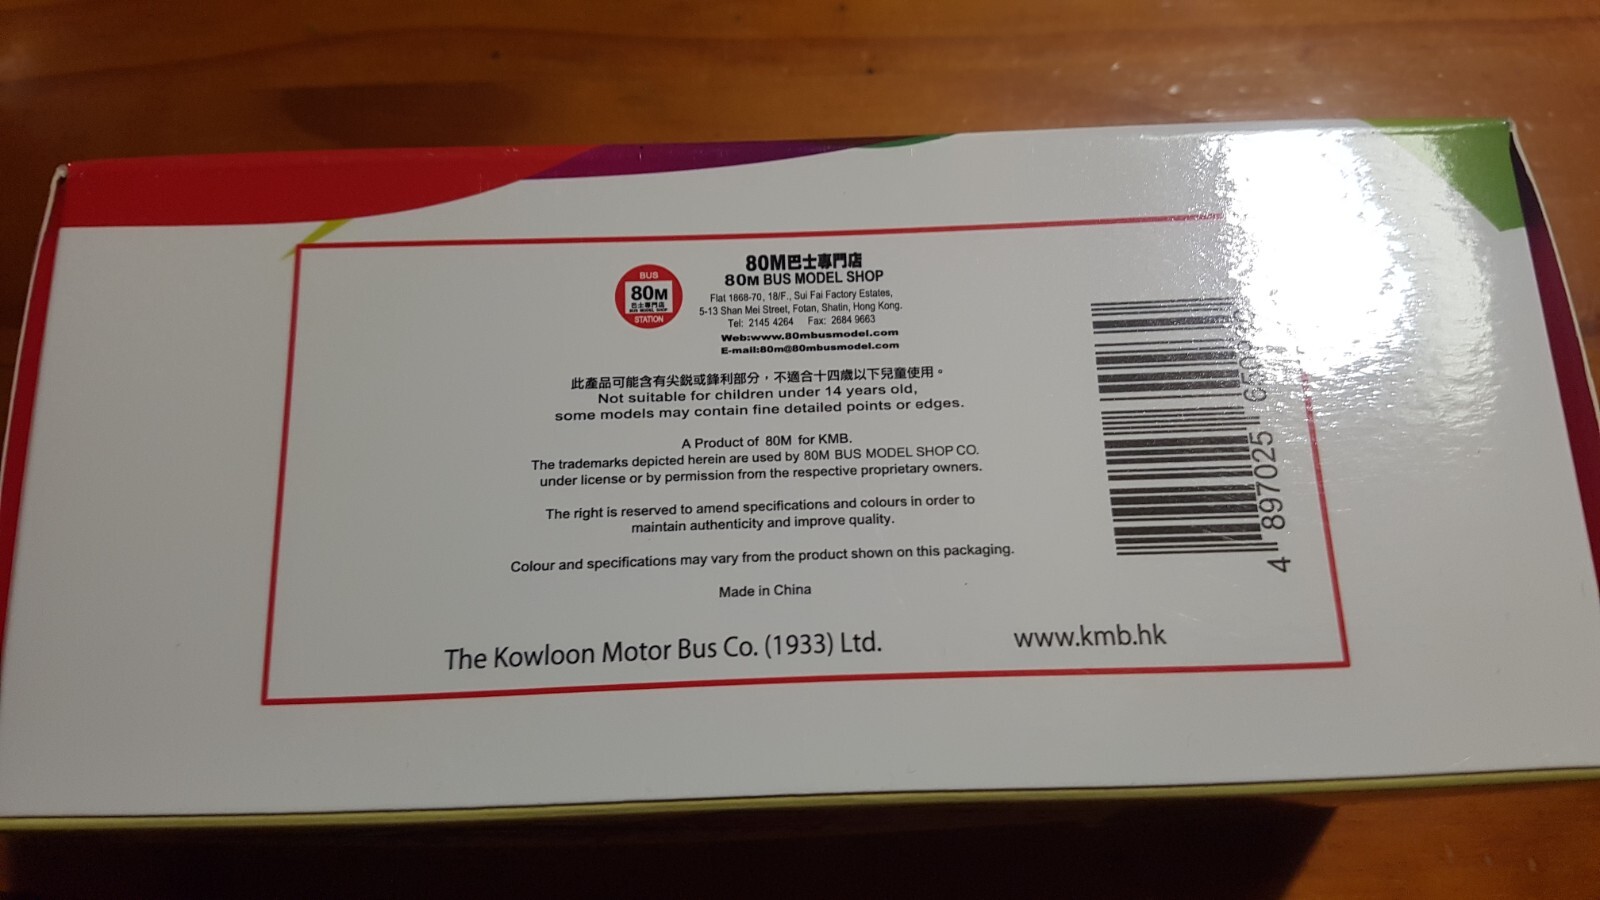 BUS
80M
巴士專門店
BUS MODEL SHOP
STATION
80M巴士專門店
80M BUS MODEL SHOP
Flat 1868-70, 18/F., Sui Fai Factory Estates,
5-13 Shan Mei Street, Fotan, Shatin, Hong Kong.
Tel: 2145 4264 Fax: 2684 9663
Web:www.80mbusmodel.com
E-mail:80m@80mbusmodel.com
此產品可能含有尖銳或鋒利部分，不適合十四歲以下兒童使用。
Not suitable for children under 14 years old,
some models may contain fine detailed points or edges.
A Product of 80M for KMB.
The trademarks depicted herein are used by 80M BUS MODEL SHOP CO.
under license or by permission from the respective proprietary owners.
The right is reserved to amend specifications and colours in order to
maintain authenticity and improve quality.
Colour and specifications may vary from the product shown on this packaging.
Made in China
The Kowloon Motor Bus Co. (1933) Ltd.
www.kmb.hk
4 897025